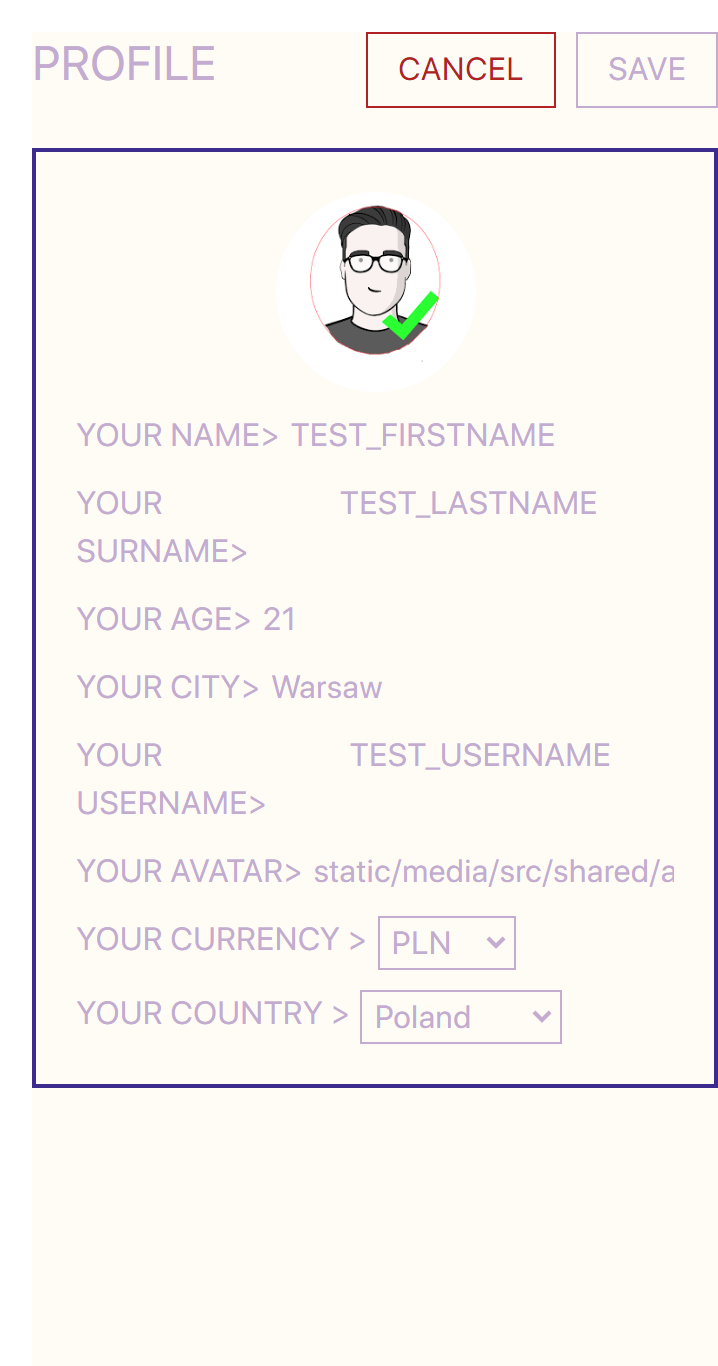 PROFILE CANCEL SAVE
YOUR NAME> TEST_FIRSTNAME
YOUR TEST_LASTNAME
SURNAME>
YOUR AGE> 21
YOUR CITY> Warsaw
YOUR TEST_USERNAME
USERNAME>
YOUR AVATAR> static/media/src/shared/a
YOUR CURRENCY > PLN
YOUR COUNTRY > Poland